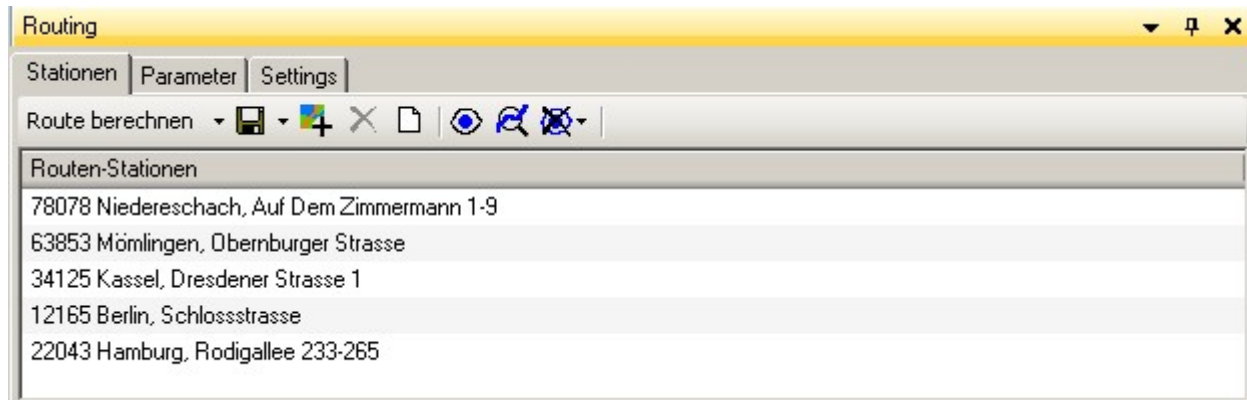 Routing
Stationen Parameter Settings
Route berechnen
Routen-Stationen
78078 Niedereschach, Auf Dem Zimmermann 1-9
63853 Mömlingen, Obernburger Strasse
34125 Kassel, Dresdener Strasse 1
12165 Berlin, Schlossstrasse
22043 Hamburg, Rodigallee 233-265